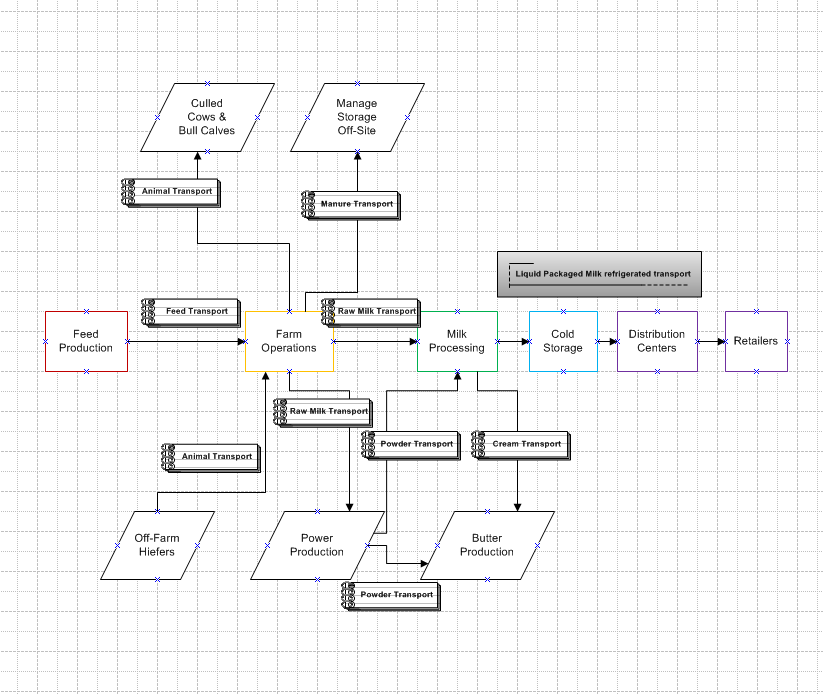 Culled
Cows &
Bull Calves
Manage
Storage
Off-Site
Animal Transport
Manure Transport
Liquid Packaged Milk refrigerated transport
Feed Transport
Raw Milk Transport
Feed
Production
Farm
Operations
Milk
Processing
Cold
Storage
Distribution
Centers
Retailers
Raw Milk Transport
Powder Transport
Cream Transport
Animal Transport
Off-Farm
Hiefers
Power
Production
Butter
Production
Powder Transport